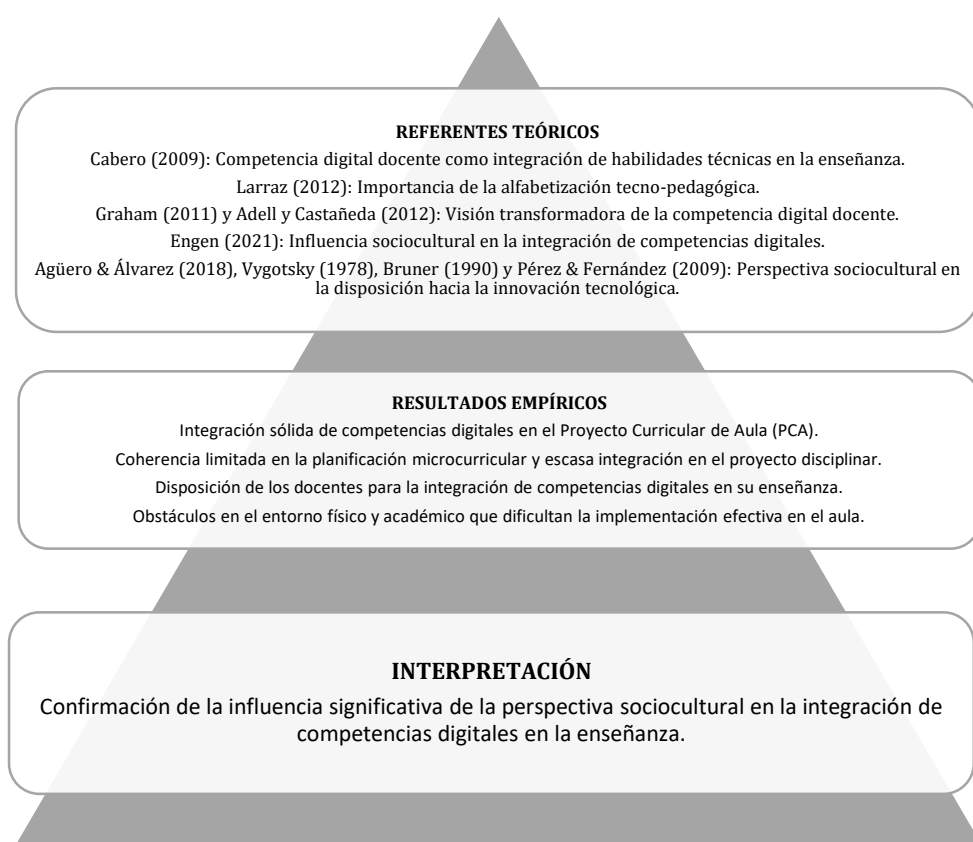 REFERENTES TEÓRICOS
Cabero (2009): Competencia digital docente como integración de habilidades técnicas en la enseñanza.
Larraz (2012): Importancia de la alfabetización tecno-pedagógica.
Graham (2011) y Adell y Castañeda (2012): Visión transformadora de la competencia digital docente.
Engen (2021): Influencia sociocultural en la integración de competencias digitales.
Agüero & Álvarez (2018), Vygotsky (1978), Bruner (1990) y Pérez & Fernández (2009): Perspectiva sociocultural en
la disposición hacia la innovación tecnológica.
RESULTADOS EMPÍRICOS
Integración sólida de competencias digitales en el Proyecto Curricular de Aula (PCA).
Coherencia limitada en la planificación microcurricular y escasa integración en el proyecto disciplinar.
Disposición de los docentes para la integración de competencias digitales en su enseñanza.
Obstáculos en el entorno físico y académico que dificultan la implementación efectiva en el aula.
INTERPRETACIÓN
Confirmación de la influencia significativa de la perspectiva sociocultural en la integración de
competencias digitales en la enseñanza.